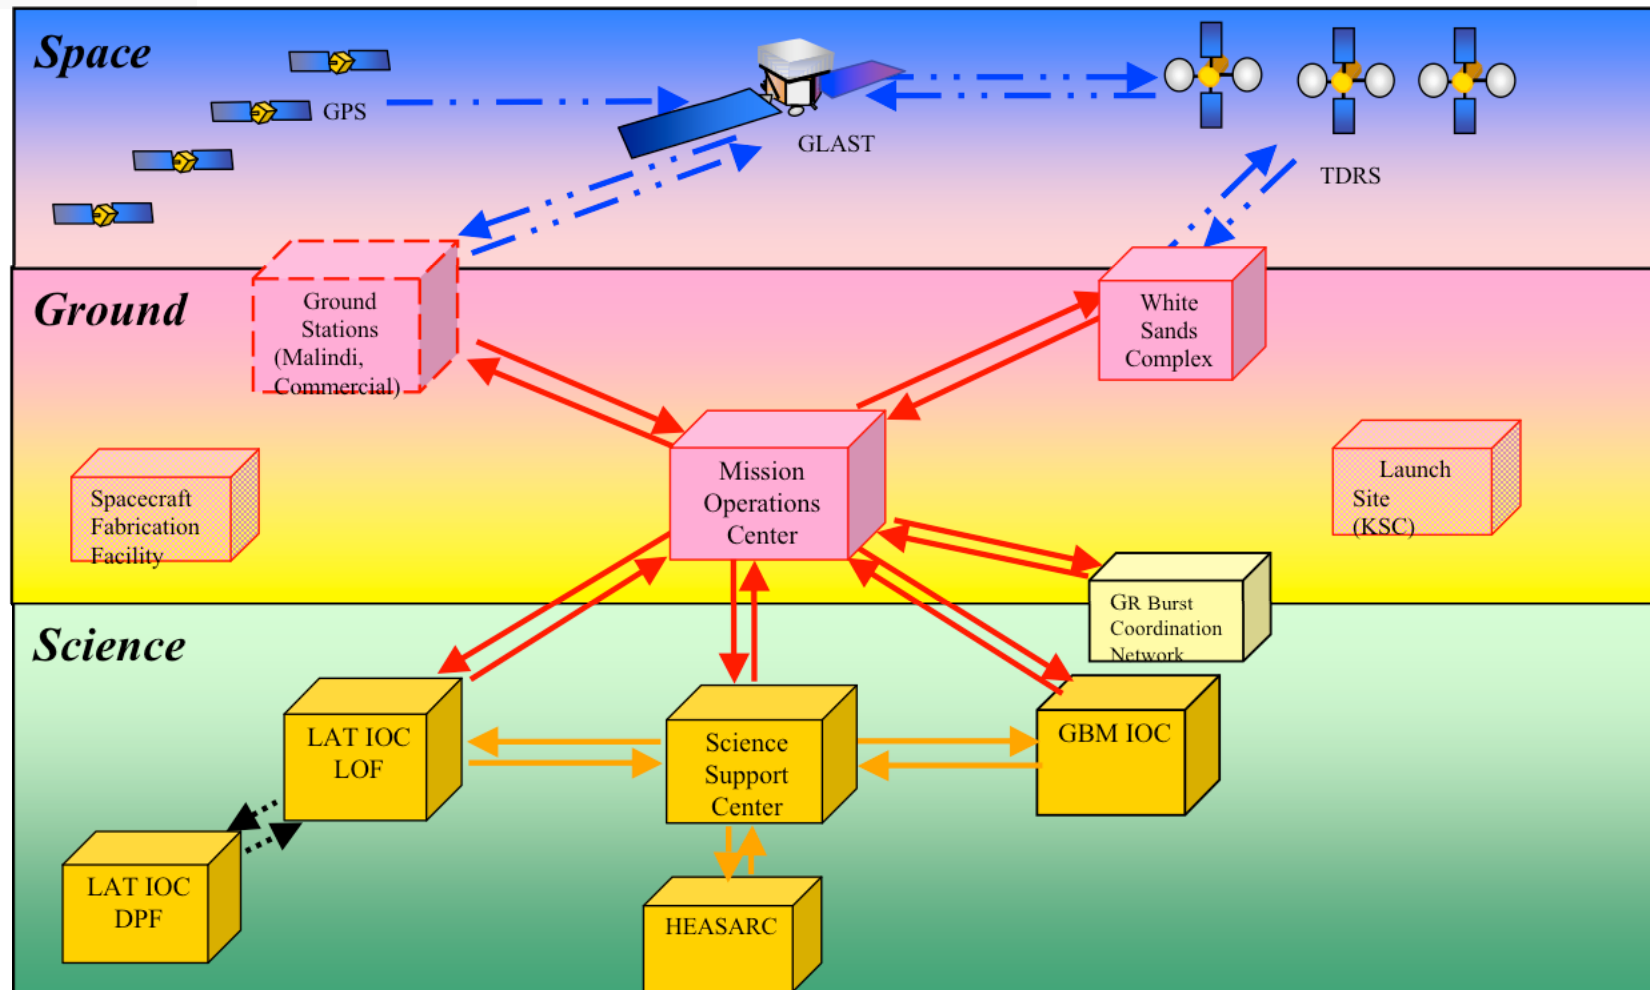 Space
GPS
GLAST
TDRS
Ground
Ground
Stations
(Malindi,
Commercial)
White
Sands
Complex
Mission
Operations
Center
Spacecraft
Fabrication
Facility
Launch
Site
(KSC)
GR Burst
Coordination
Network
Science
LAT IOC
LOF
Science
Support
Center
GBM IOC
LAT IOC
DPF
HEASARC